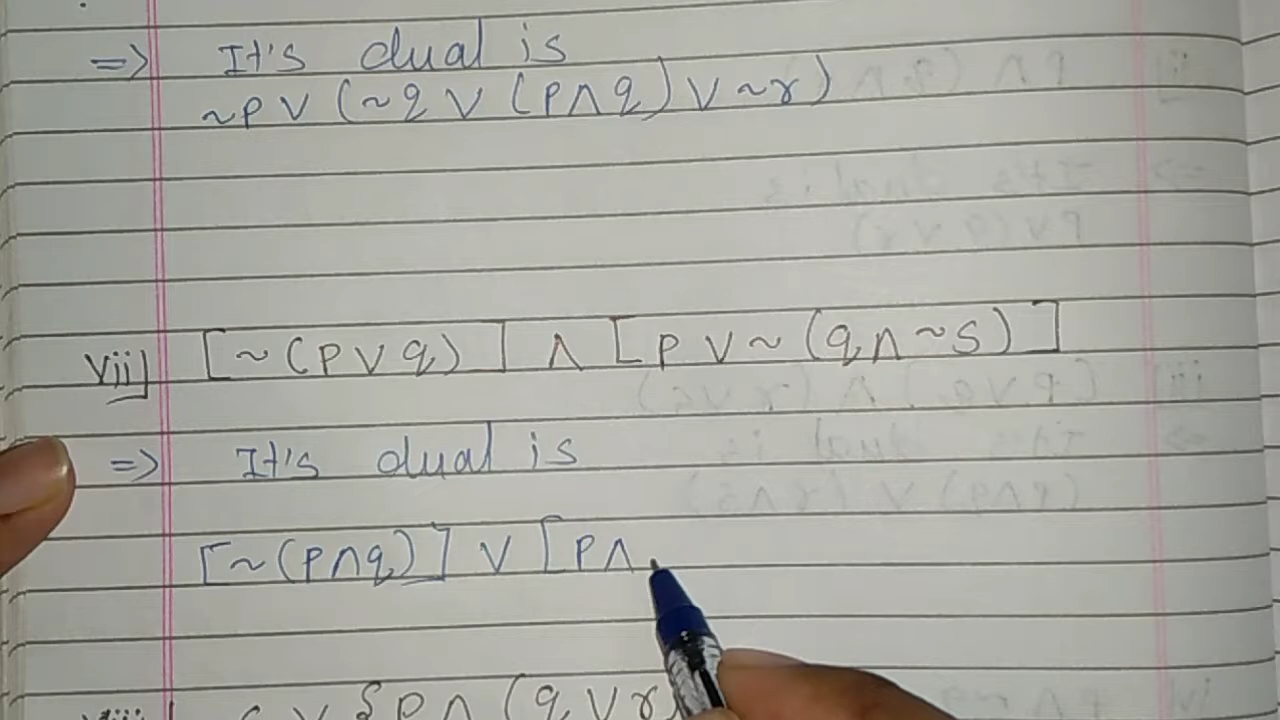 => It's dual is
~p ∨ (~q ∨ (p∧q) ∨ ~r)
vii] [~(p∨q)] ∧ [p ∨ ~(q∧~s)]
=> It's dual is
[~(p∧q)] ∨ [p∧
{p∧(q∨r